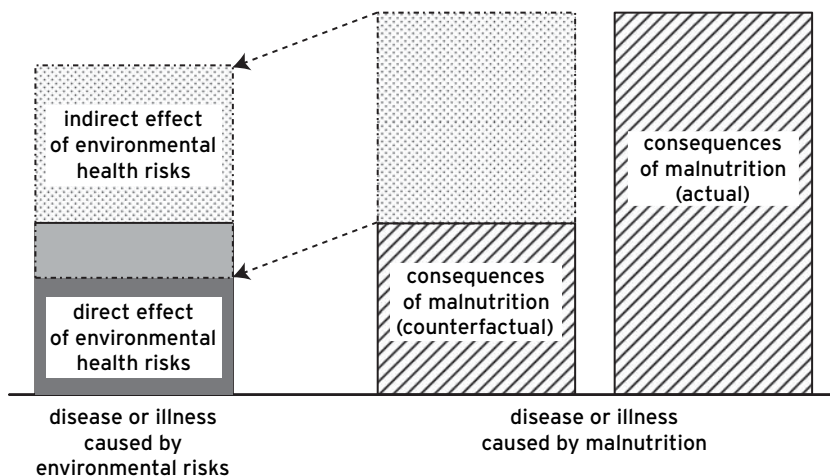 indirect effect
of environmental
health risks
direct effect
of environmental
health risks
consequences
of malnutrition
(counterfactual)
consequences
of malnutrition
(actual)
disease or illness
caused by
environmental risks
disease or illness
caused by malnutrition